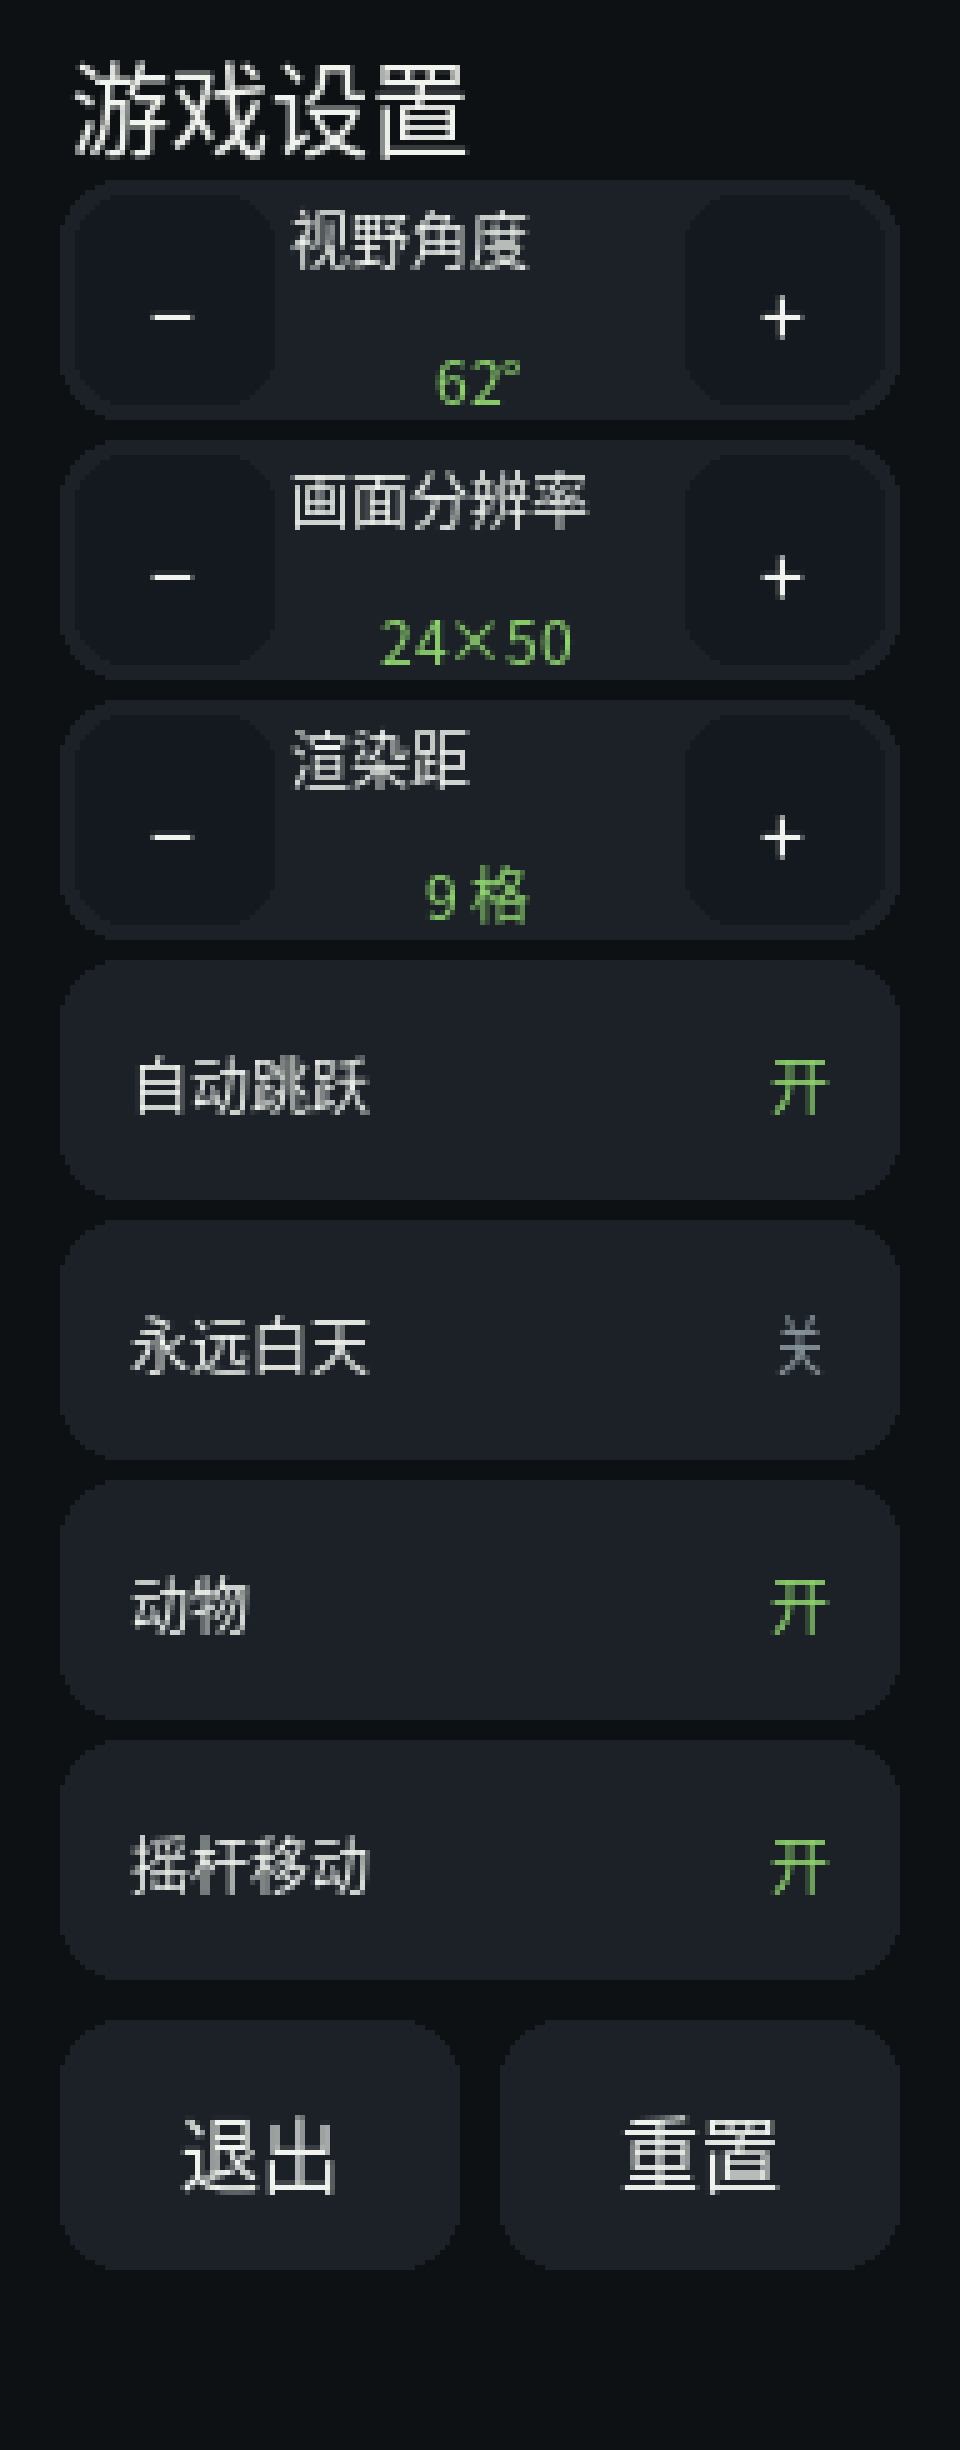 游戏设置
视野角度
− +
62°
画面分辨率
− +
24×50
渲染距
− +
9 格
自动跳跃 开
永远白天 关
动物 开
摇杆移动 开
退出 重置